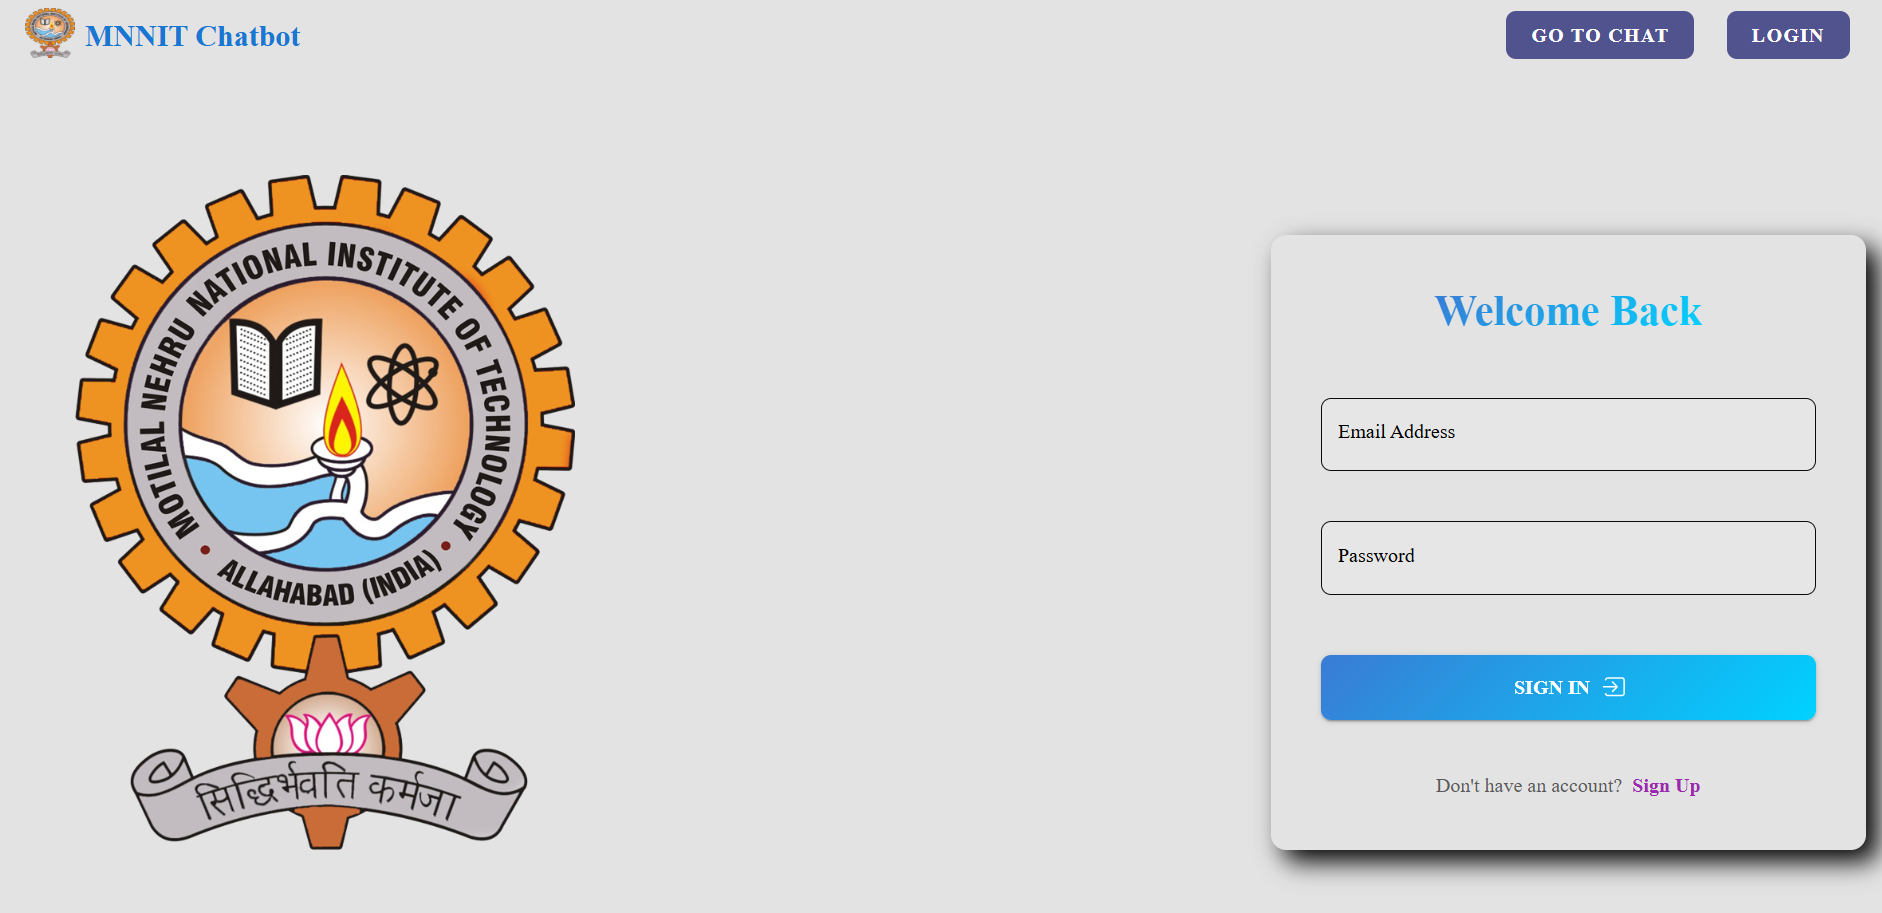 MNNIT Chatbot
GO TO CHAT
LOGIN
MOTILAL NEHRU NATIONAL INSTITUTE OF TECHNOLOGY
• ALLAHABAD (INDIA) •
सिद्धिर्भवति कर्मजा
Welcome Back
Email Address
Password
SIGN IN
Don't have an account? Sign Up